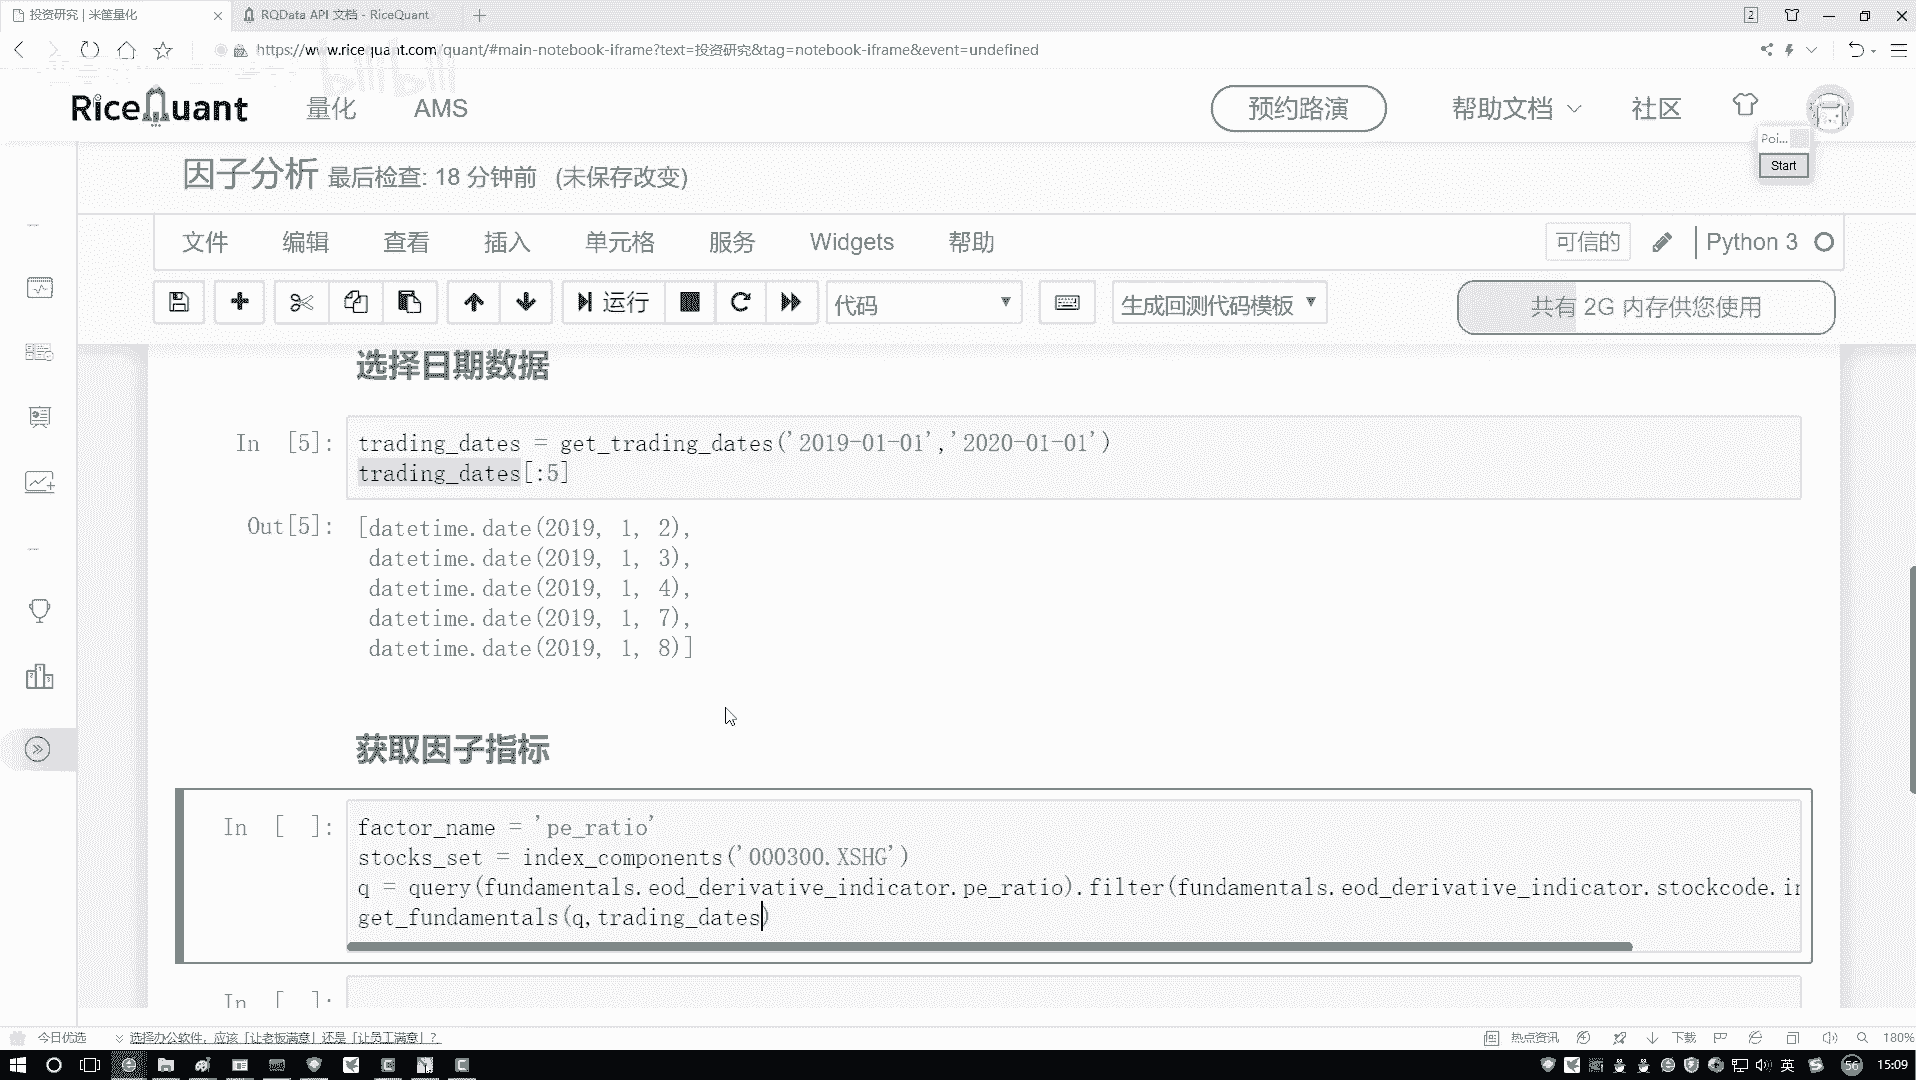 投资研究 | 米筐量化
RQData API 文档 - RiceQuant
2
https://www.ricequant.com/quant/#main-notebook-iframe?text=投资研究&tag=notebook-iframe&event=undefined
bilibili
RiceQuant
量化
AMS
预约路演
帮助文档
社区
Poi...
Start
因子分析 最后检查: 18 分钟前 (未保存改变)
文件 编辑 查看 插入 单元格 服务 Widgets 帮助
可信的
Python 3
运行
代码
生成回测代码模板
共有 2G 内存供您使用
选择日期数据
In [5]:
trading_dates = get_trading_dates('2019-01-01','2020-01-01')
trading_dates[:5]
Out[5]:
[datetime.date(2019, 1, 2),
datetime.date(2019, 1, 3),
datetime.date(2019, 1, 4),
datetime.date(2019, 1, 7),
datetime.date(2019, 1, 8)]
获取因子指标
In [ ]:
factor_name = 'pe_ratio'
stocks_set = index_components('000300.XSHG')
q = query(fundamentals.eod_derivative_indicator.pe_ratio).filter(fundamentals.eod_derivative_indicator.stockcode.in
get_fundamentals(q,trading_dates)
In [ ]:
今日优选
选择办公软件，应该「让老板满意」还是「让员工满意」？
热点资讯
下载
180%
英
56
15:09